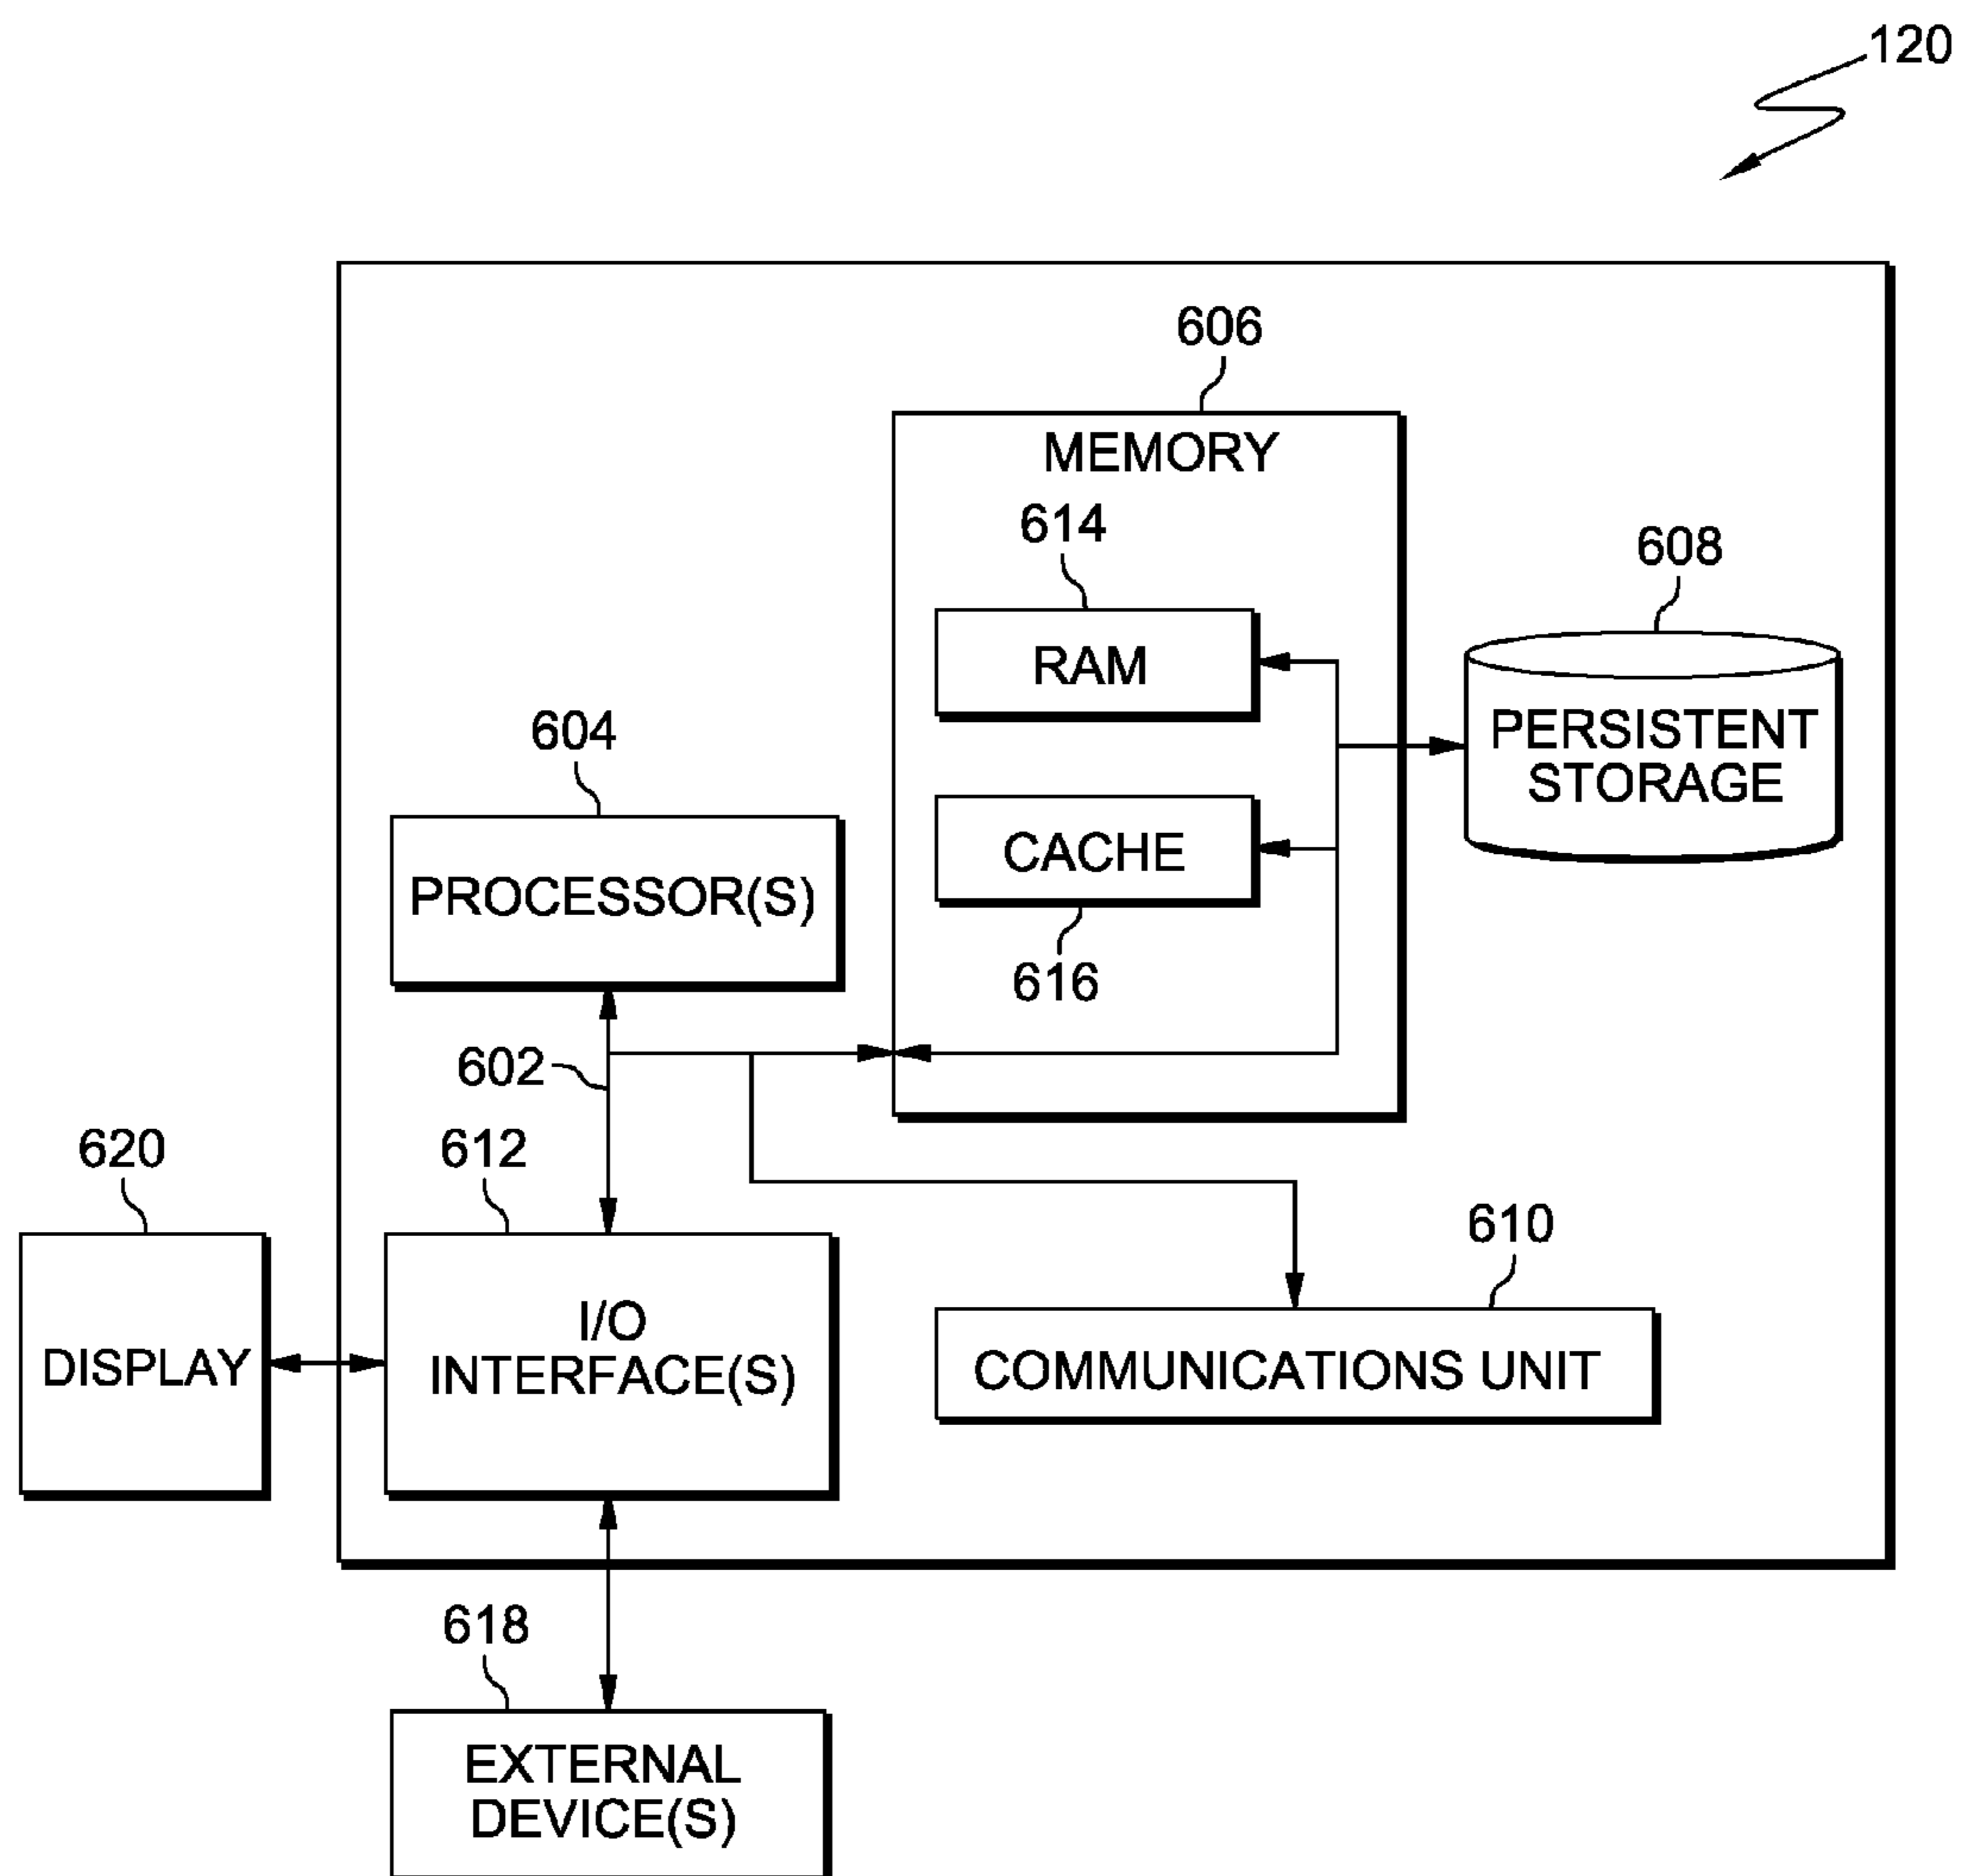 120
606
MEMORY
614
608
RAM
PERSISTENT
STORAGE
604
CACHE
PROCESSOR(S)
616
602
620
612
610
I/O
INTERFACE(S)
DISPLAY
COMMUNICATIONS UNIT
618
EXTERNAL
DEVICE(S)